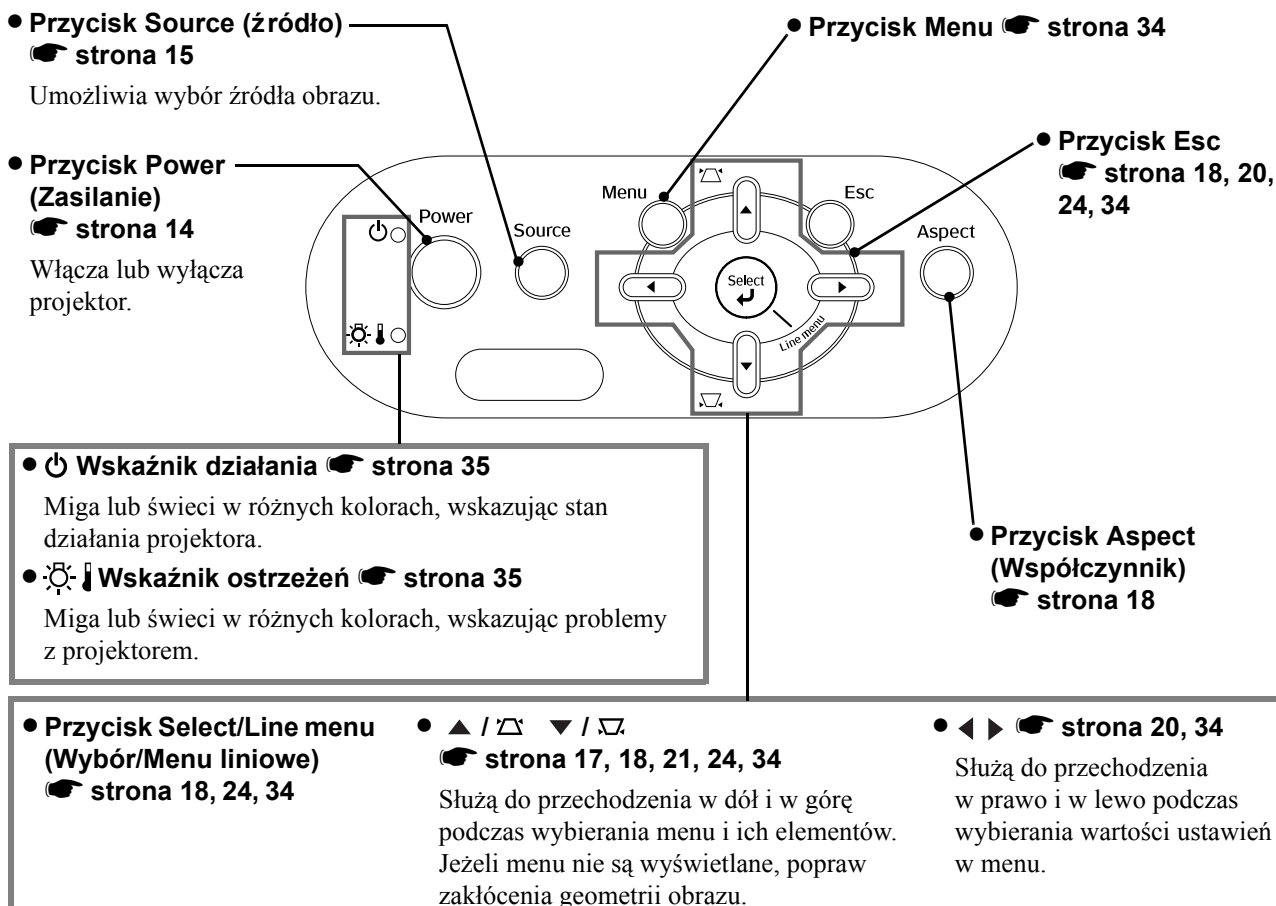 ● Przycisk Source (źródło)
☛ strona 15
Umożliwia wybór źródła obrazu.
● Przycisk Power
(Zasilanie)
☛ strona 14
Włącza lub wyłącza
projektor.
● Przycisk Menu ☛ strona 34
● Przycisk Esc
☛ strona 18, 20,
24, 34
Power
Source
Menu
Esc
Aspect
Select
Line menu
● Wskaźnik działania ☛ strona 35
Miga lub świeci w różnych kolorach, wskazując stan
działania projektora.
● Wskaźnik ostrzeżeń ☛ strona 35
Miga lub świeci w różnych kolorach, wskazując problemy
z projektorem.
● Przycisk Aspect
(Współczynnik)
☛ strona 18
● Przycisk Select/Line menu
(Wybór/Menu liniowe)
☛ strona 18, 24, 34
● ▲ / ▼ /
☛ strona 17, 18, 21, 24, 34
Służą do przechodzenia w dół i w górę
podczas wybierania menu i ich elementów.
Jeżeli menu nie są wyświetlane, popraw
zakłócenia geometrii obrazu.
● ◀ ▶ ☛ strona 20, 34
Służą do przechodzenia
w prawo i w lewo podczas
wybierania wartości ustawień
w menu.